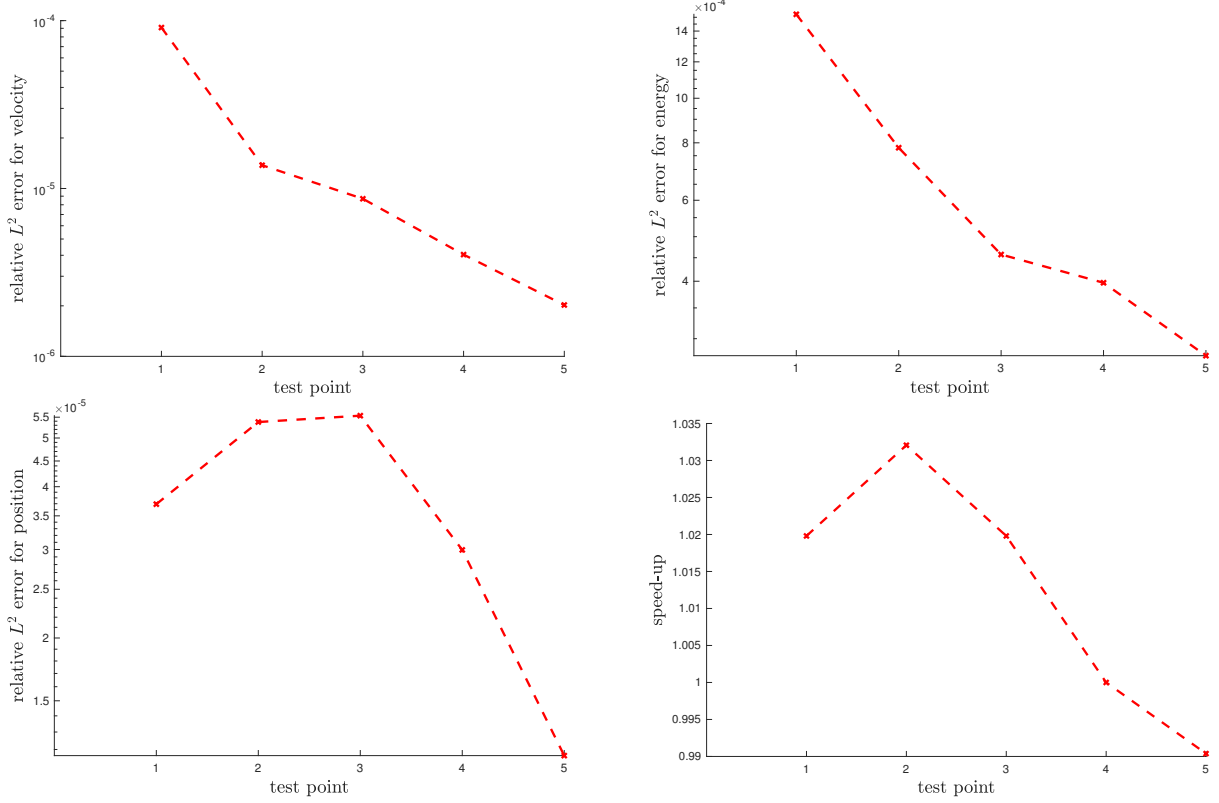 10^-4
10^-5
10^-6
relative L^2 error for velocity
1 2 3 4 5
test point
×10^-4
14
10
8
6
4
relative L^2 error for energy
1 2 3 4 5
test point
×10^-5
5.5
5
4.5
4
3.5
3
2.5
2
1.5
relative L^2 error for position
1 2 3 4 5
test point
1.035
1.03
1.025
1.02
1.015
1.01
1.005
1
0.995
0.99
speed-up
1 2 3 4 5
test point